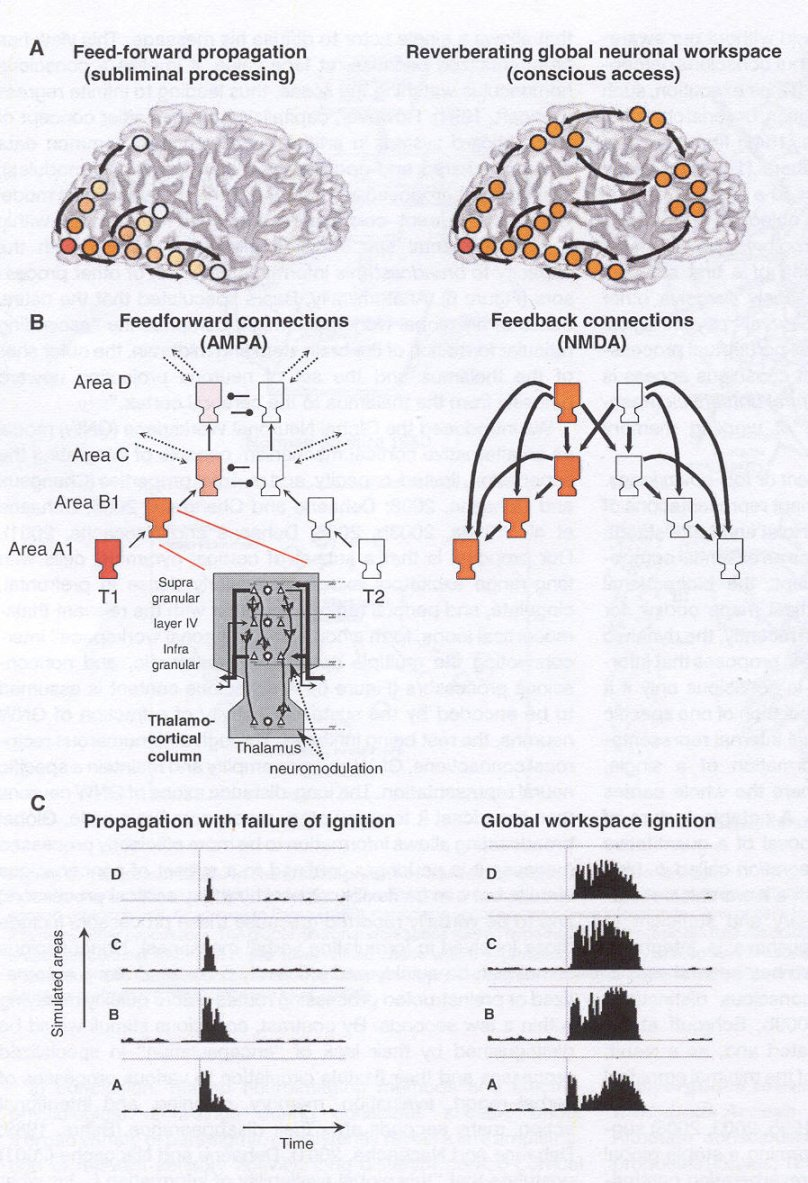 A
Feed-forward propagation
(subliminal processing)
Reverberating global neuronal workspace
(conscious access)
B
Feedforward connections
(AMPA)
Feedback connections
(NMDA)
Area D
Area C
Area B1
Area A1
T1
T2
Supra
granular
layer IV
Infra
granular
Thalamo-
cortical
column
Thalamus
neuromodulation
C
Propagation with failure of ignition
Global workspace ignition
Simulated areas
D
C
B
A
Time
D
C
B
A